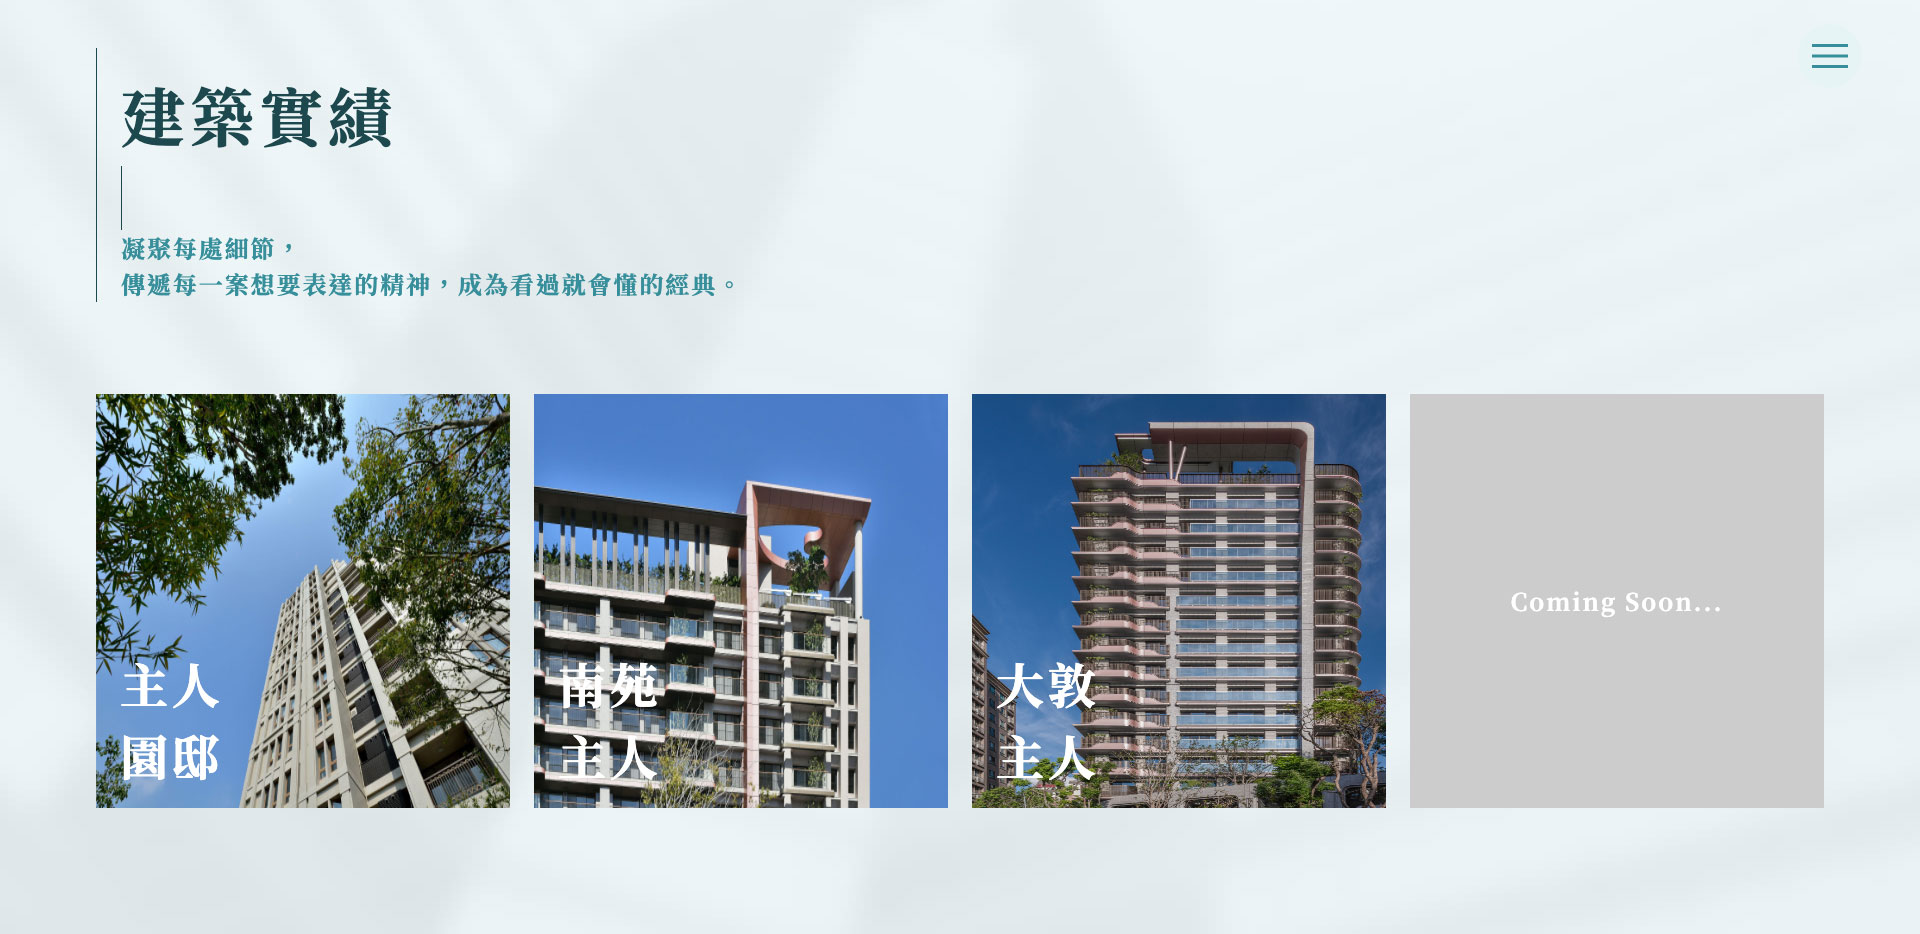 建築實績
凝聚每處細節，
傳遞每一案想要表達的精神，成為看過就會懂的經典。
主人
園邸
南苑
主人
大敦
主人
Coming Soon...